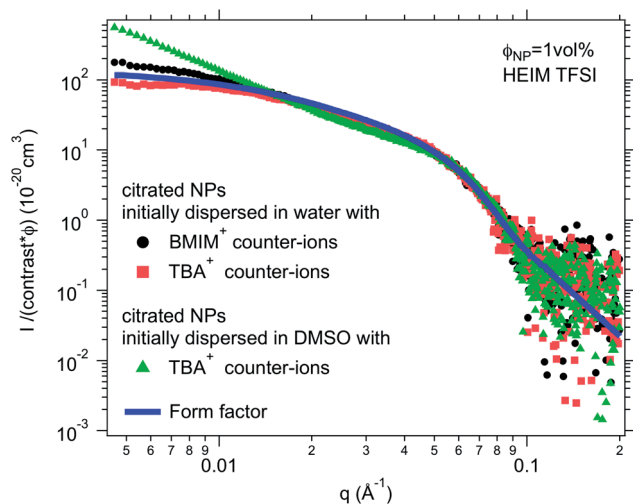 I /(contrast*ϕ) (10⁻²⁰ cm³)
10³
10²
10¹
10⁰
10⁻¹
10⁻²
10⁻³
ϕNP=1vol%
HEIM TFSI
citrated NPs
initially dispersed in water with
BMIM⁺ counter-ions
TBA⁺ counter-ions
citrated NPs
initially dispersed in DMSO with
TBA⁺ counter-ions
Form factor
5 6 7 8 9 0.01 2 3 4 5 6 7 8 9 0.1 2
q (Å⁻¹)